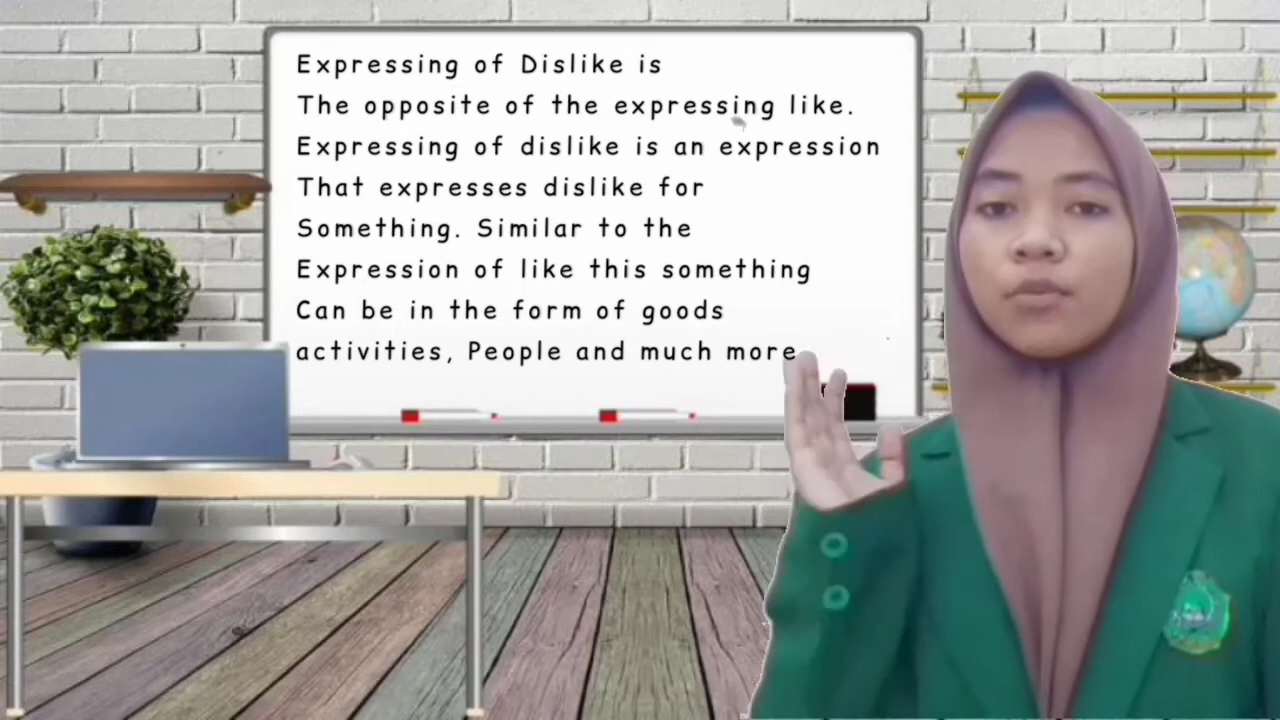 Expressing of Dislike is
The opposite of the expressing like.
Expressing of dislike is an expression
That expresses dislike for
Something. Similar to the
Expression of like this something
Can be in the form of goods
activities, People and much more